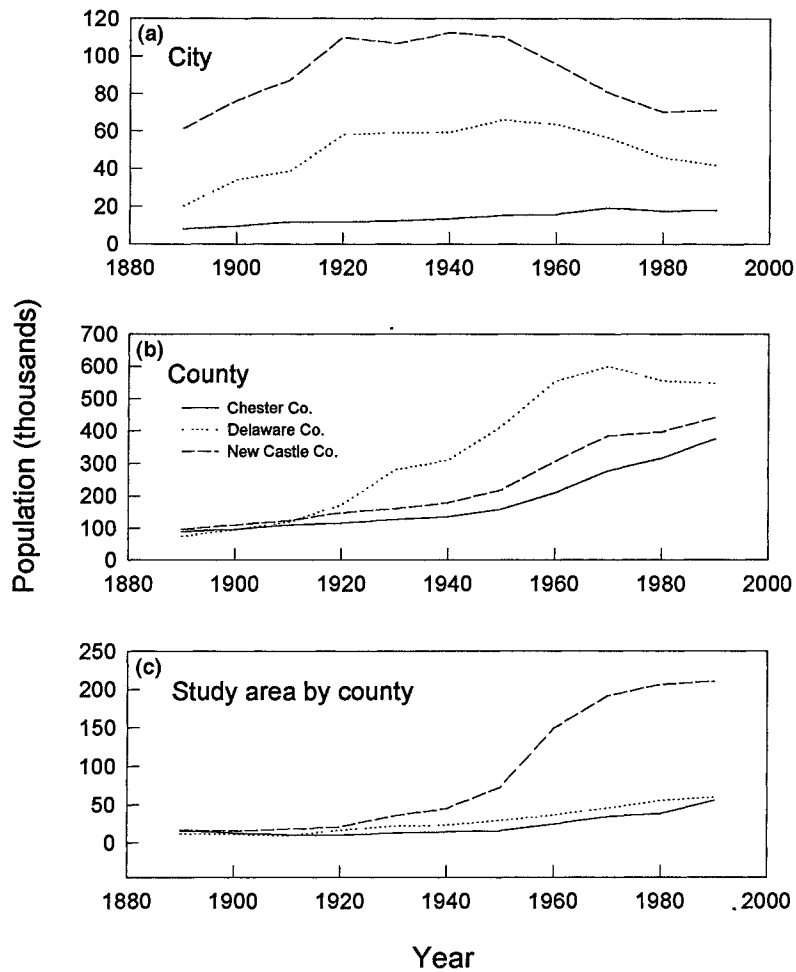 (a)
City
120
100
80
60
40
20
0
1880 1900 1920 1940 1960 1980 2000
Population (thousands)
(b)
County
Chester Co.
Delaware Co.
New Castle Co.
700
600
500
400
300
200
100
0
1880 1900 1920 1940 1960 1980 2000
(c)
Study area by county
250
200
150
100
50
0
1880 1900 1920 1940 1960 1980 2000
Year